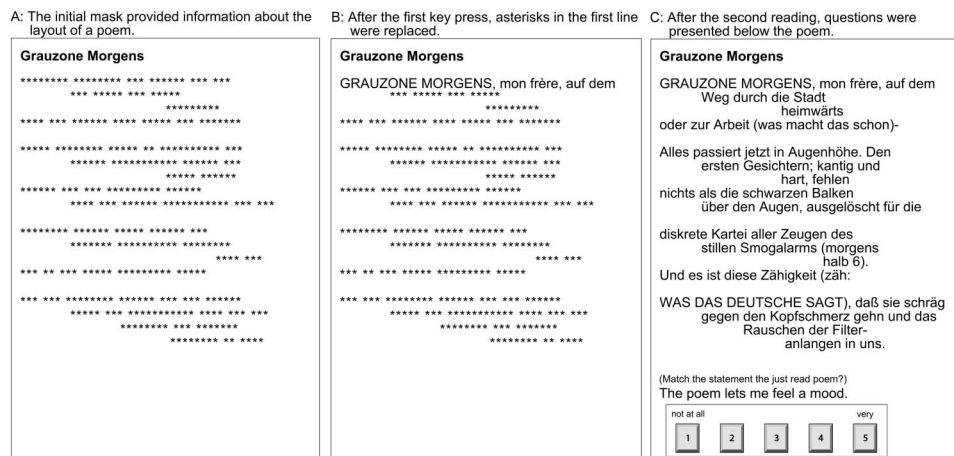 A: The initial mask provided information about the
layout of a poem.
Grauzone Morgens
******** ******** *** ****** *** ***
*** ***** *** *****
*********
**** *** ****** **** ***** *** *******
***** ******** ***** ** ********** ***
****** *********** ****** ***
***** ******
****** *** *** ********* ******
**** *** ****** *********** *** ***
******** ****** ***** ****** ***
******* ********** ********
**** ***
*** ** *** ***** ********* *****
*** *** ******** ****** *** *** ******
***** *** *********** **** *** ***
******** *** *******
******** ** ****
B: After the first key press, asterisks in the first line
were replaced.
Grauzone Morgens
GRAUZONE MORGENS, mon frère, auf dem
*** ***** *** *****
*********
**** *** ****** **** ***** *** *******
***** ******** ***** ** ********** ***
****** *********** ****** ***
***** ******
****** *** *** ********* ******
**** *** ****** *********** *** ***
******** ****** ***** ****** ***
******* ********** ********
**** ***
*** ** *** ***** ********* *****
*** *** ******** ****** *** *** ******
***** *** *********** **** *** ***
******** *** *******
******** ** ****
C: After the second reading, questions were
presented below the poem.
Grauzone Morgens
GRAUZONE MORGENS, mon frère, auf dem
Weg durch die Stadt
heimwärts
oder zur Arbeit (was macht das schon)-
Alles passiert jetzt in Augenhöhe. Den
ersten Gesichtern; kantig und
hart, fehlen
nichts als die schwarzen Balken
über den Augen, ausgelöscht für die
diskrete Kartei aller Zeugen des
stillen Smogalarms (morgens
halb 6).
Und es ist diese Zähigkeit (zäh:
WAS DAS DEUTSCHE SAGT), daß sie schräg
gegen den Kopfschmerz gehn und das
Rauschen der Filter-
anlangen in uns.
(Match the statement the just read poem?)
The poem lets me feel a mood.
not at all very
1 2 3 4 5